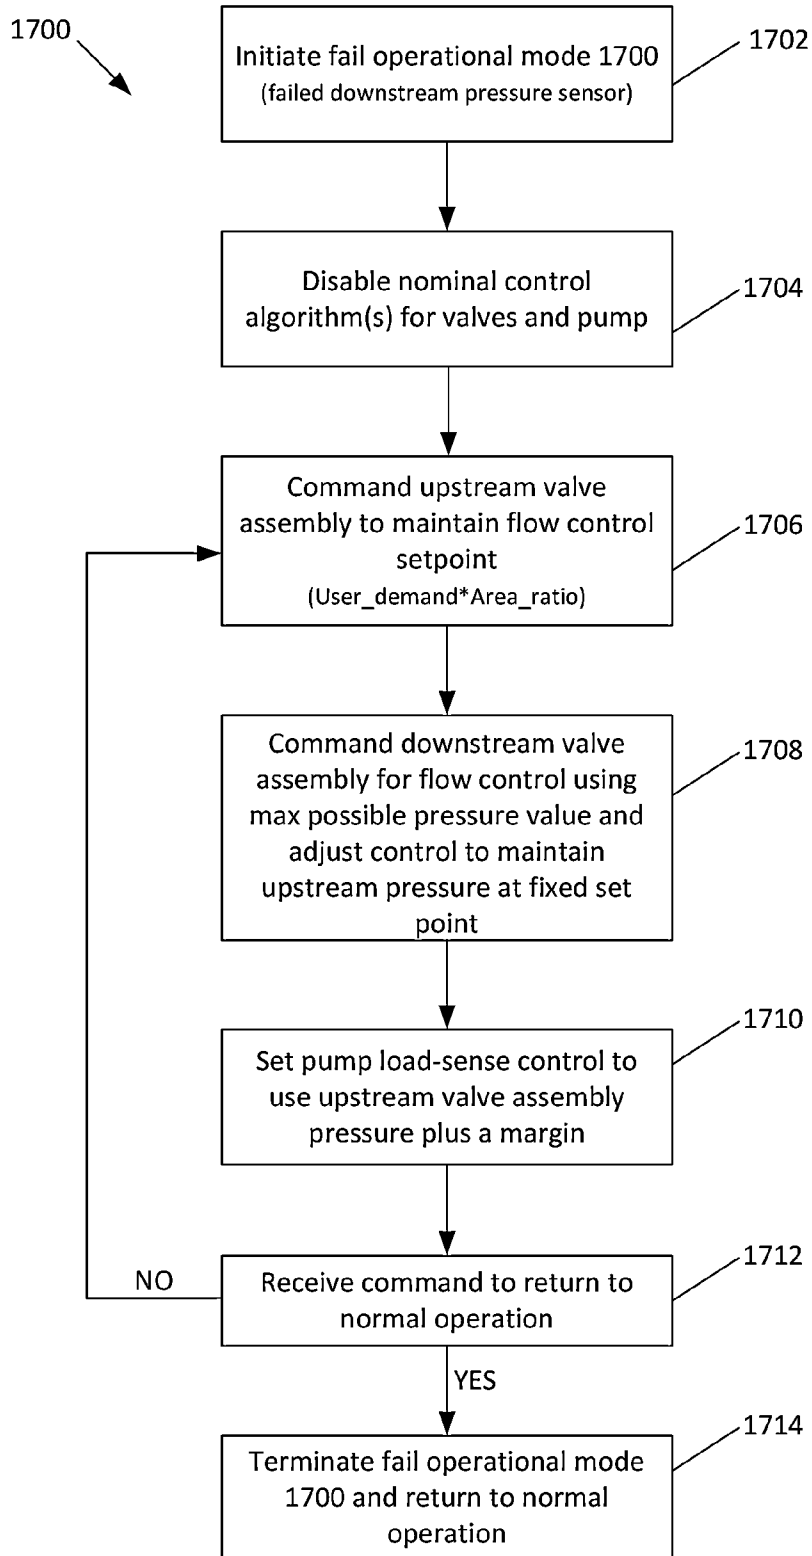 1700
Initiate fail operational mode 1700
(failed downstream pressure sensor)
1702
Disable nominal control
algorithm(s) for valves and pump
1704
Command upstream valve
assembly to maintain flow control
setpoint
(User_demand*Area_ratio)
1706
Command downstream valve
assembly for flow control using
max possible pressure value and
adjust control to maintain
upstream pressure at fixed set
point
1708
Set pump load-sense control to
use upstream valve assembly
pressure plus a margin
1710
Receive command to return to
normal operation
1712
NO
YES
Terminate fail operational mode
1700 and return to normal
operation
1714